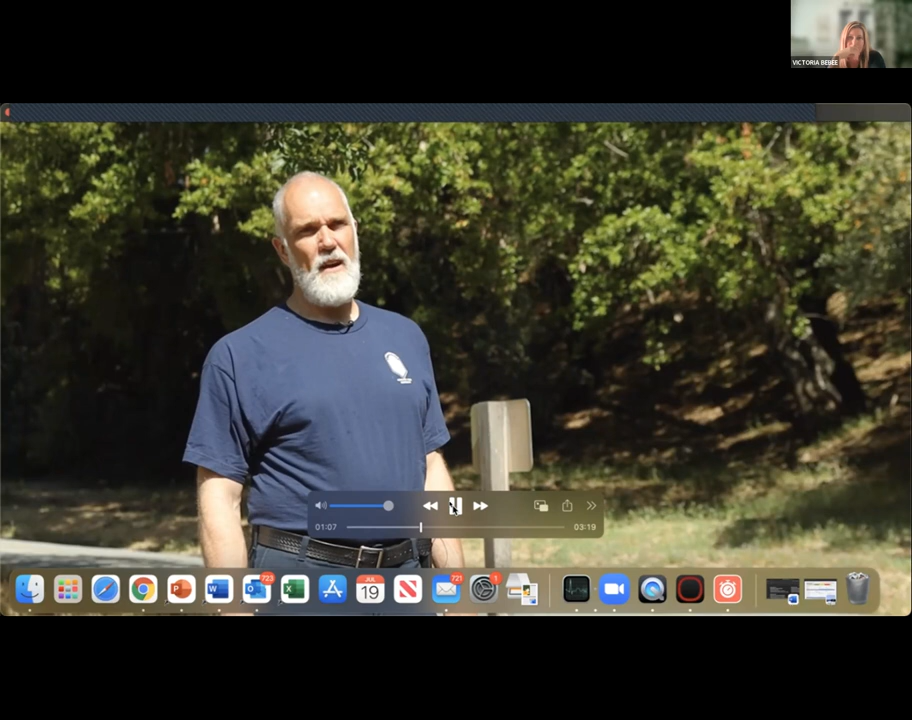 VICTORIA BEBEE
01:07
03:19
723
JUL
19
721
1
P
W
O
X